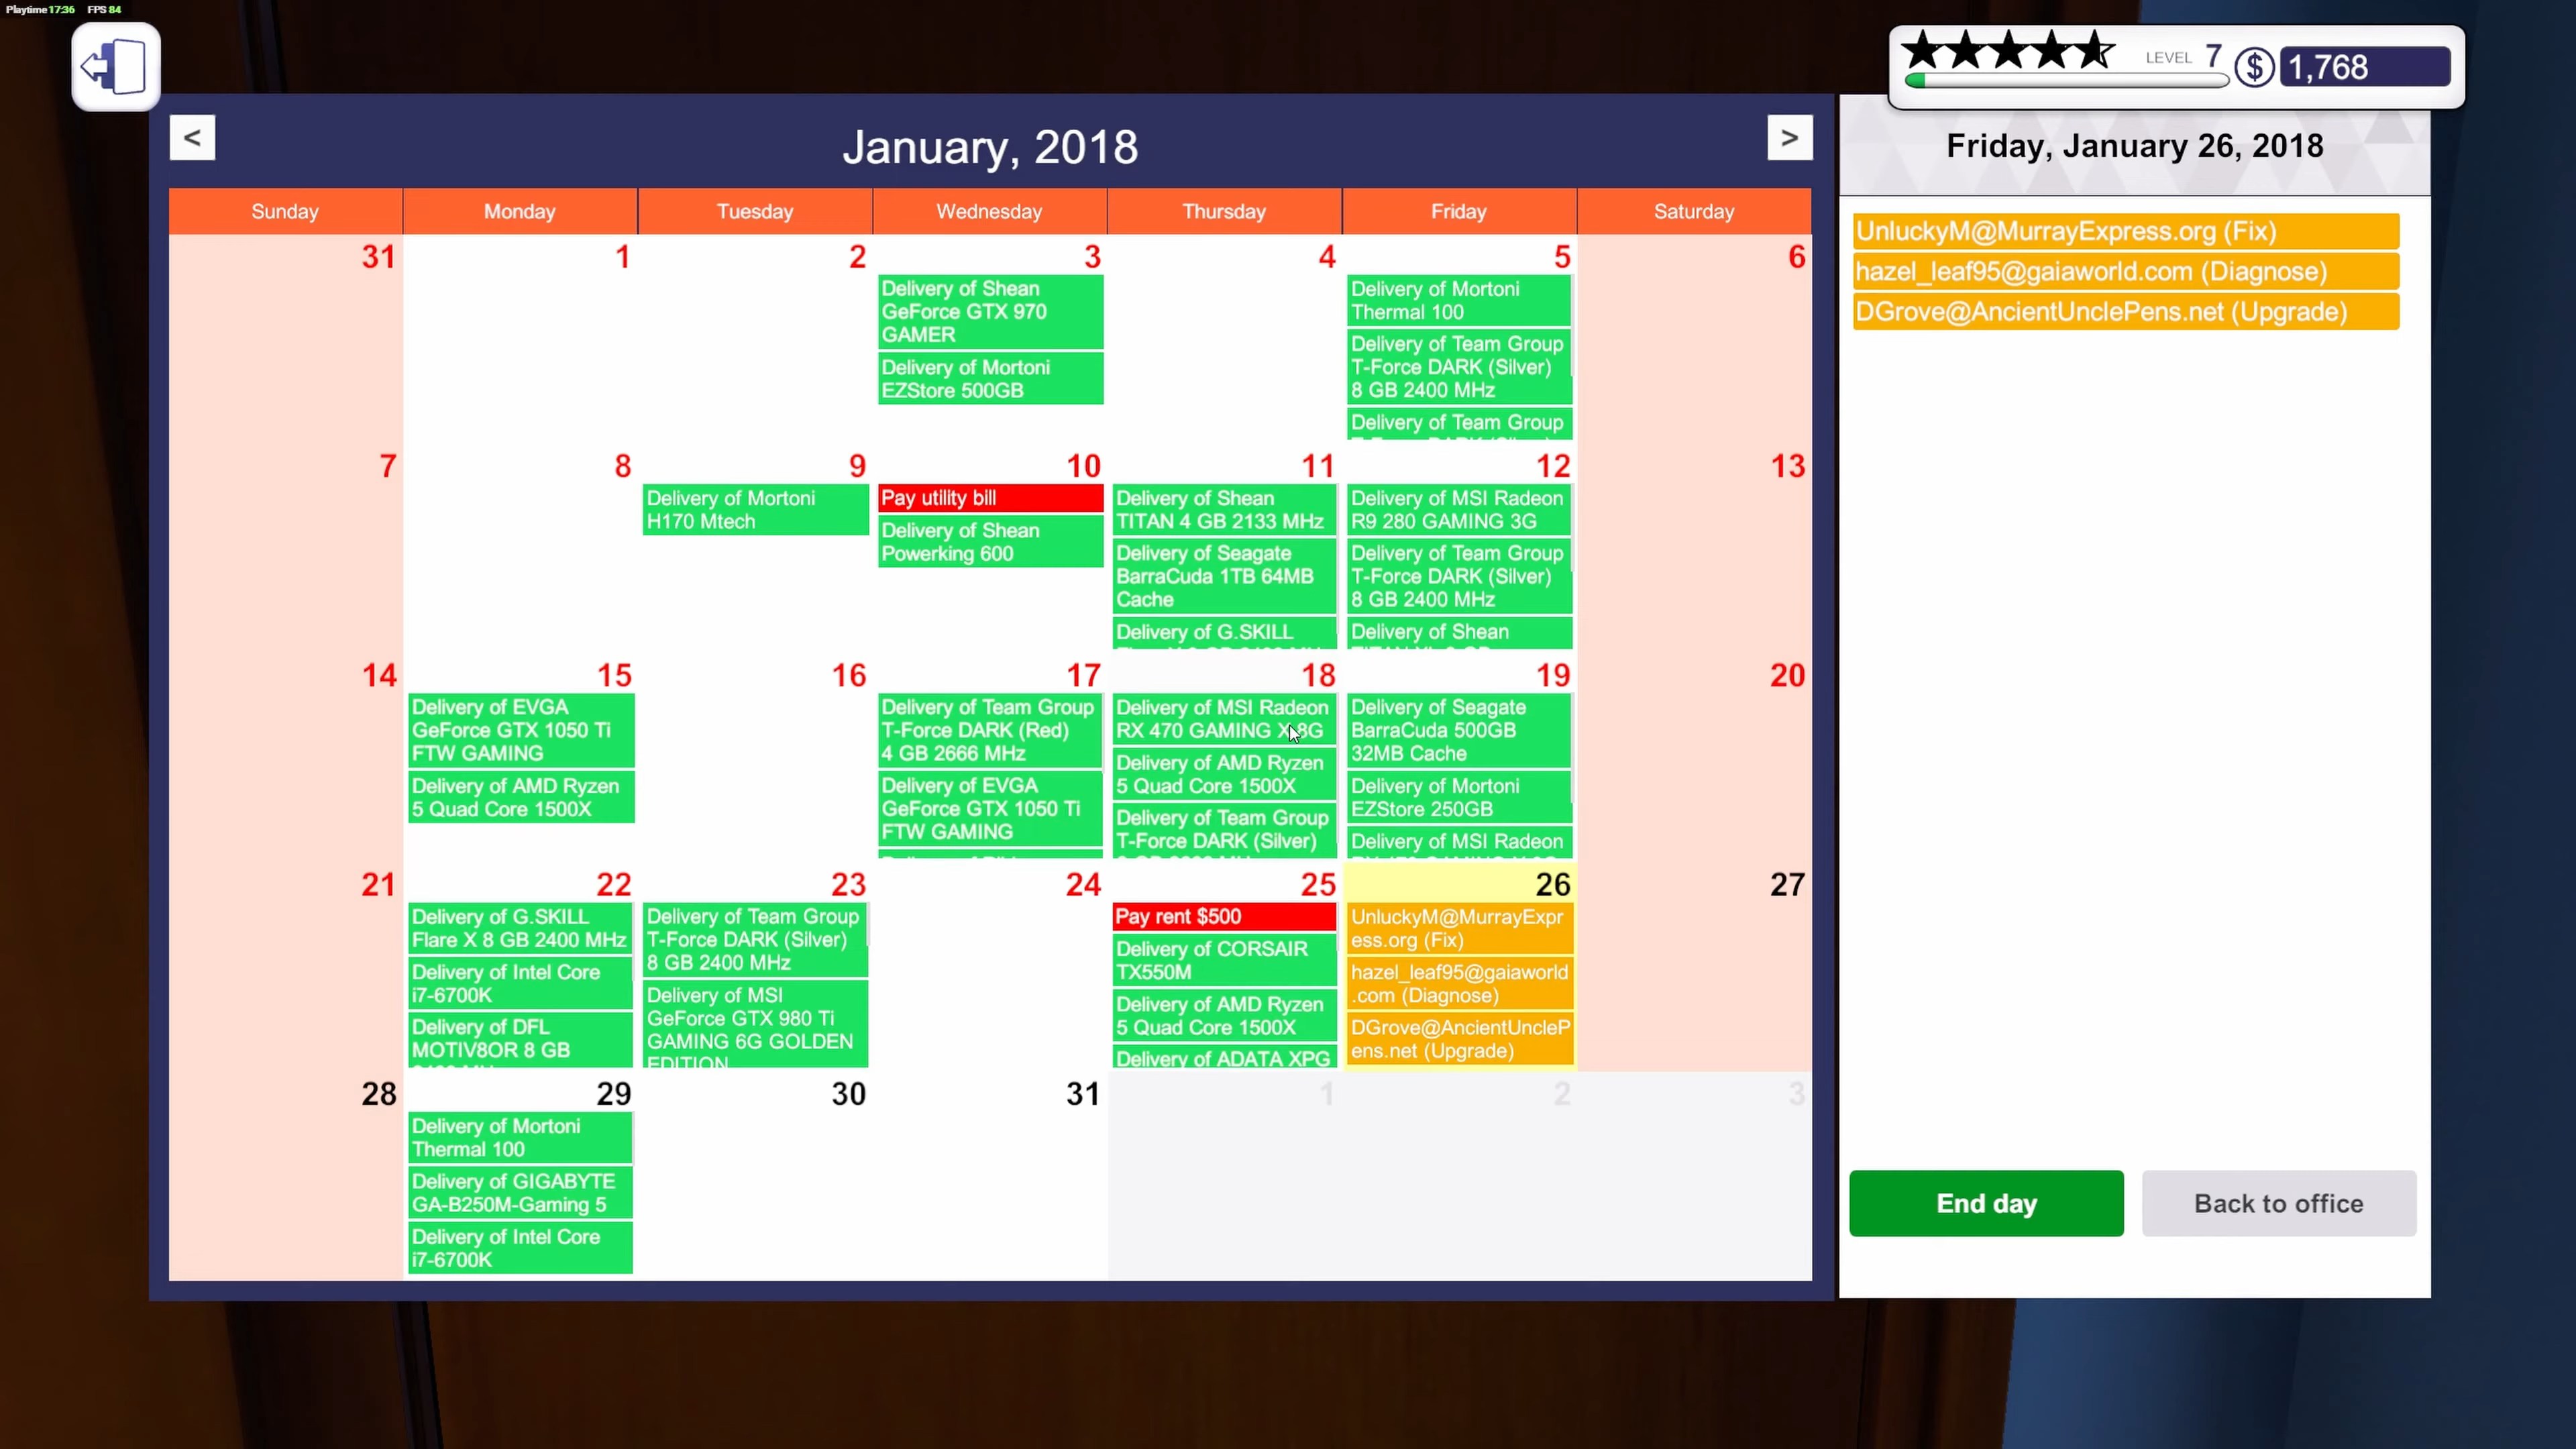 Playtime 17:36 FPS 84
LEVEL 7 $ 1,768
< January, 2018 >
Sunday Monday Tuesday Wednesday Thursday Friday Saturday
31 1 2 3 4 5 6
Delivery of Shean
GeForce GTX 970
GAMER
Delivery of Mortoni
EZStore 500GB
Delivery of Mortoni
Thermal 100
Delivery of Team Group
T-Force DARK (Silver)
8 GB 2400 MHz
Delivery of Team Group
T-Force DARK (Silver)
7 8 9 10 11 12 13
Delivery of Mortoni
H170 Mtech
Pay utility bill
Delivery of Shean
Powerking 600
Delivery of Shean
TITAN 4 GB 2133 MHz
Delivery of Seagate
BarraCuda 1TB 64MB
Cache
Delivery of G.SKILL
Delivery of MSI Radeon
R9 280 GAMING 3G
Delivery of Team Group
T-Force DARK (Silver)
8 GB 2400 MHz
Delivery of Shean
14 15 16 17 18 19 20
Delivery of EVGA
GeForce GTX 1050 Ti
FTW GAMING
Delivery of AMD Ryzen
5 Quad Core 1500X
Delivery of Team Group
T-Force DARK (Red)
4 GB 2666 MHz
Delivery of EVGA
GeForce GTX 1050 Ti
FTW GAMING
Delivery of MSI Radeon
RX 470 GAMING X 8G
Delivery of AMD Ryzen
5 Quad Core 1500X
Delivery of Team Group
T-Force DARK (Silver)
Delivery of Seagate
BarraCuda 500GB
32MB Cache
Delivery of Mortoni
EZStore 250GB
Delivery of MSI Radeon
21 22 23 24 25 26 27
Delivery of G.SKILL
Flare X 8 GB 2400 MHz
Delivery of Intel Core
i7-6700K
Delivery of DFL
MOTIV8OR 8 GB
Delivery of Team Group
T-Force DARK (Silver)
8 GB 2400 MHz
Delivery of MSI
GeForce GTX 980 Ti
GAMING 6G GOLDEN
EDITION
Pay rent $500
Delivery of CORSAIR
TX550M
Delivery of AMD Ryzen
5 Quad Core 1500X
Delivery of ADATA XPG
UnluckyM@MurrayExpr
ess.org (Fix)
hazel_leaf95@gaiaworld
.com (Diagnose)
DGrove@AncientUncleP
ens.net (Upgrade)
28 29 30 31 1 2 3
Delivery of Mortoni
Thermal 100
Delivery of GIGABYTE
GA-B250M-Gaming 5
Delivery of Intel Core
i7-6700K
Friday, January 26, 2018
UnluckyM@MurrayExpress.org (Fix)
hazel_leaf95@gaiaworld.com (Diagnose)
DGrove@AncientUnclePens.net (Upgrade)
End day Back to office